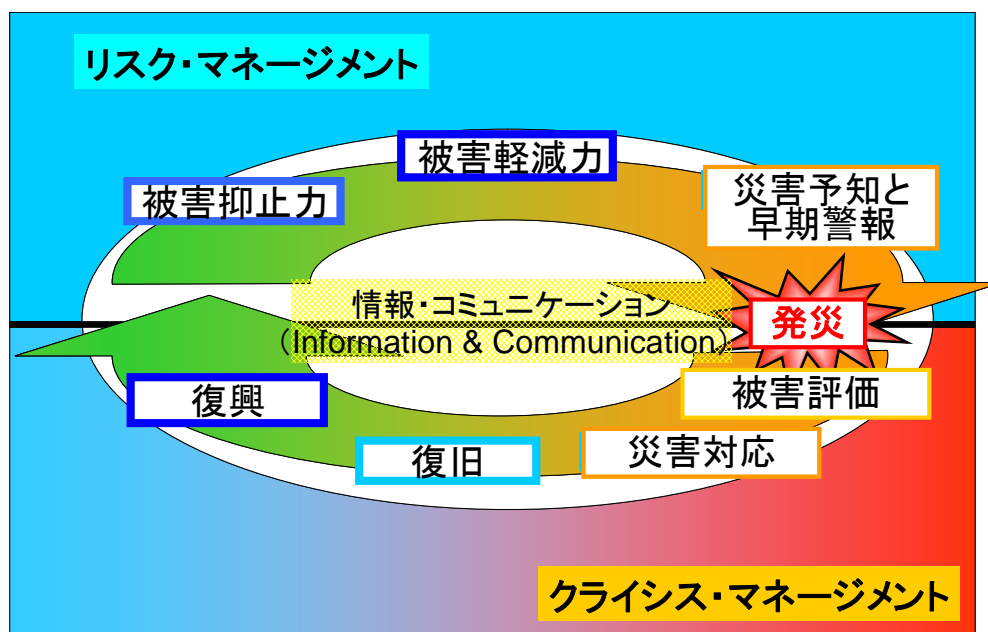 リスク・マネージメント
被害軽減力
被害抑止力
災害予知と
早期警報
情報・コミュニケーション
（Information & Communication）
発災
復興
被害評価
復旧
災害対応
クライシス・マネージメント